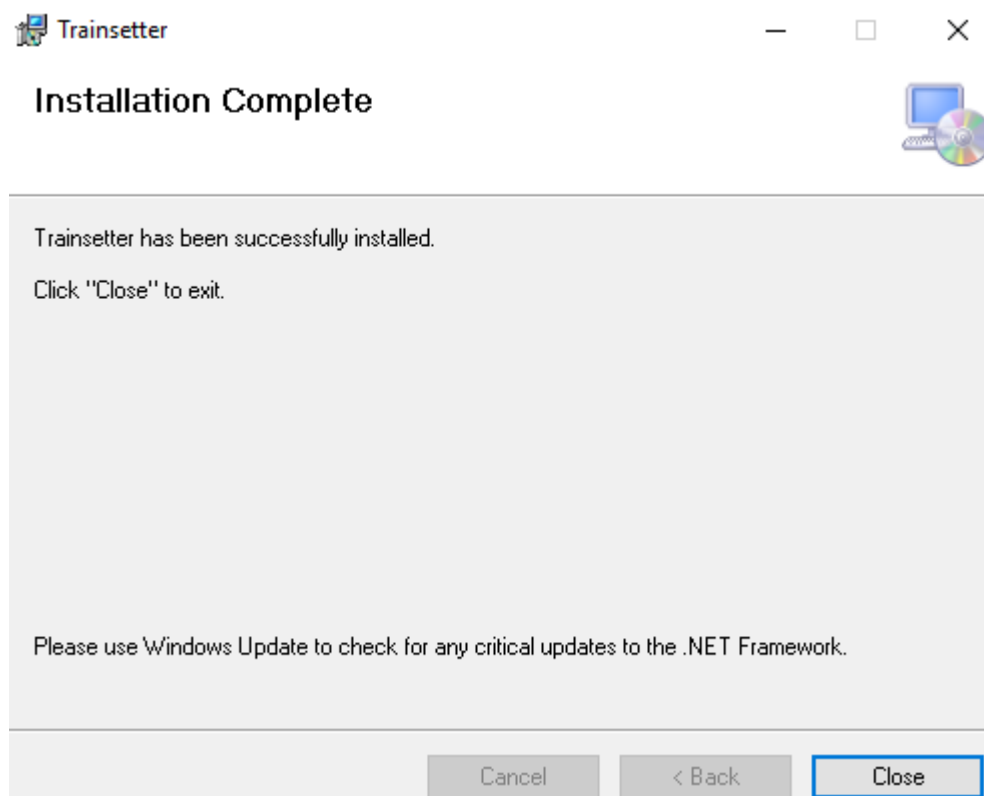 Trainsetter
Installation Complete
Trainsetter has been successfully installed.
Click "Close" to exit.
Please use Windows Update to check for any critical updates to the .NET Framework.
Cancel
< Back
Close